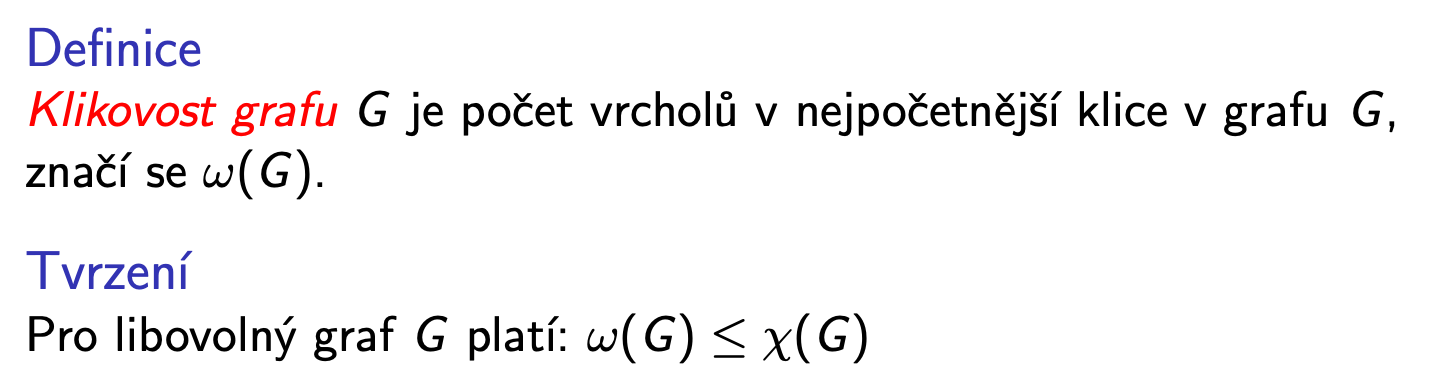 Definice
Klikovost grafu G je počet vrcholů v nejpočetnější klice v grafu G,
značí se ω(G).
Tvrzení
Pro libovolný graf G platí: ω(G) ≤ χ(G)